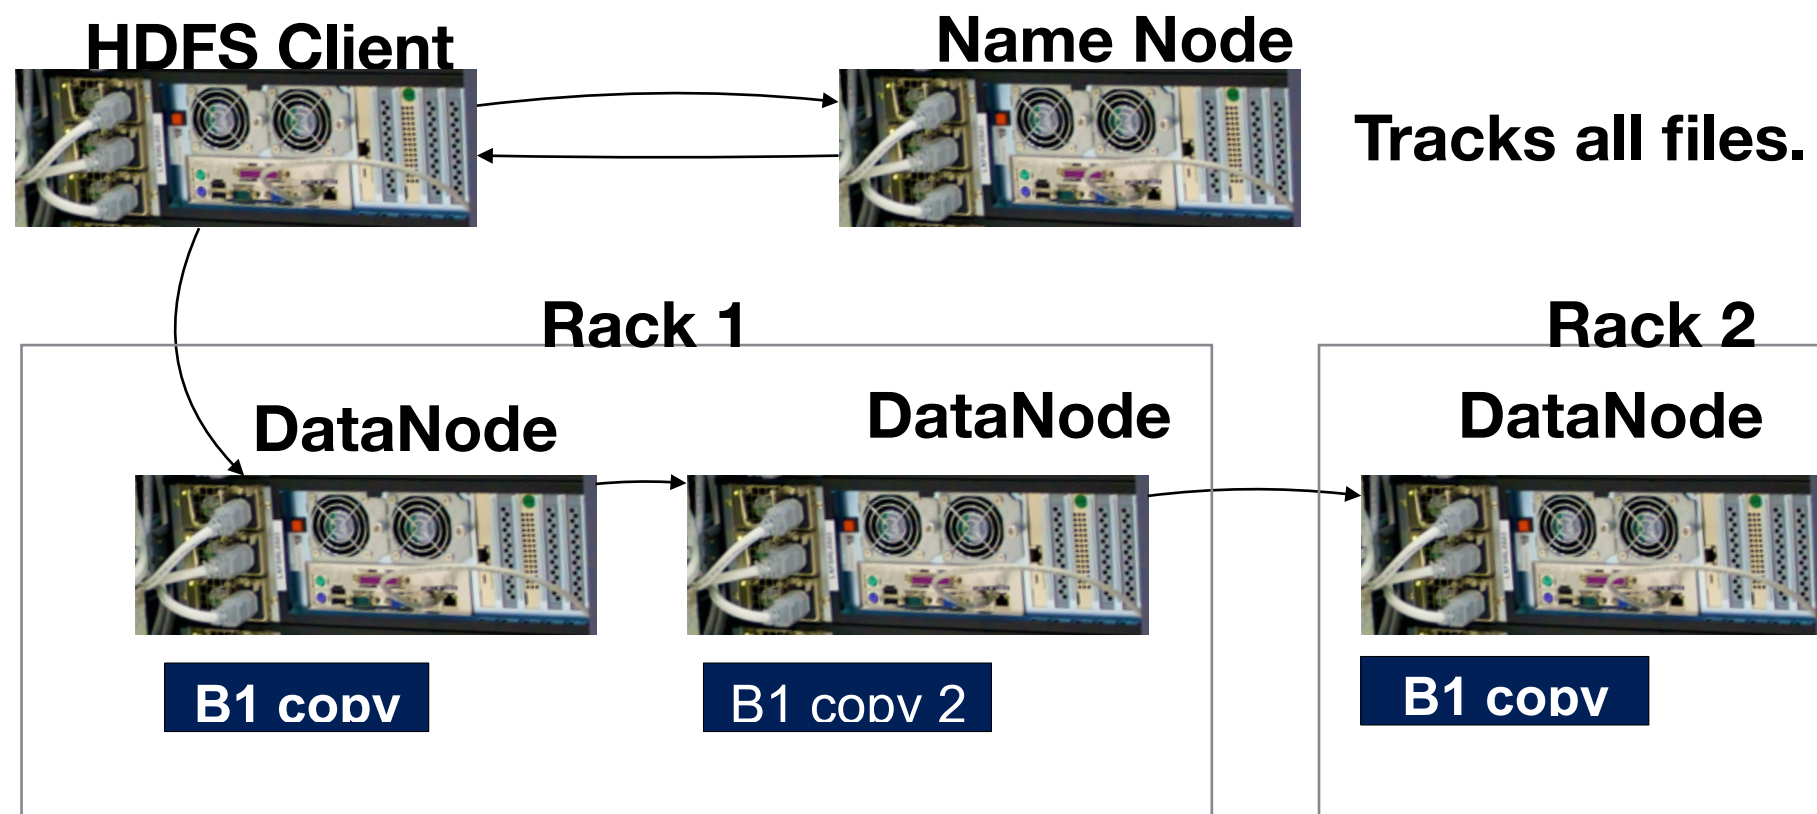 HDFS Client
Name Node
Tracks all files.
Rack 1
Rack 2
DataNode
DataNode
DataNode
B1 copy
B1 copy 2
B1 copy